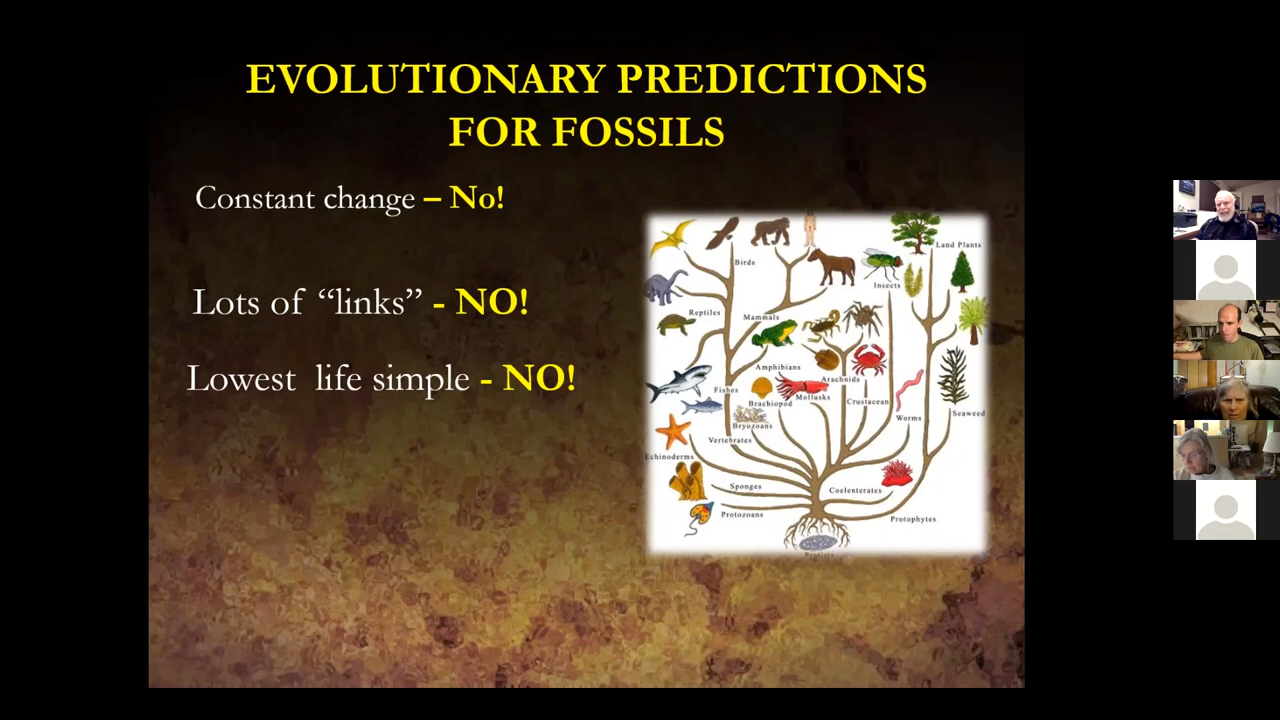 EVOLUTIONARY PREDICTIONS
FOR FOSSILS
Constant change – No!
Lots of “links” - NO!
Lowest life simple - NO!
Land Plants
Birds
Insects
Reptiles
Mammals
Amphibians
Arachnids
Fishes
Mollusks
Brachiopod
Crustacean
Worms
Seaweed
Bryozoans
Vertebrates
Echinoderms
Sponges
Coelenterates
Protozoans
Protophytes
Protists